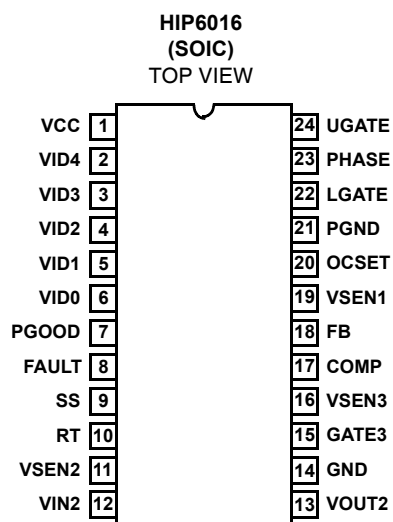 HIP6016
(SOIC)
TOP VIEW
VCC 1
VID4 2
VID3 3
VID2 4
VID1 5
VID0 6
PGOOD 7
FAULT 8
SS 9
RT 10
VSEN2 11
VIN2 12
24 UGATE
23 PHASE
22 LGATE
21 PGND
20 OCSET
19 VSEN1
18 FB
17 COMP
16 VSEN3
15 GATE3
14 GND
13 VOUT2